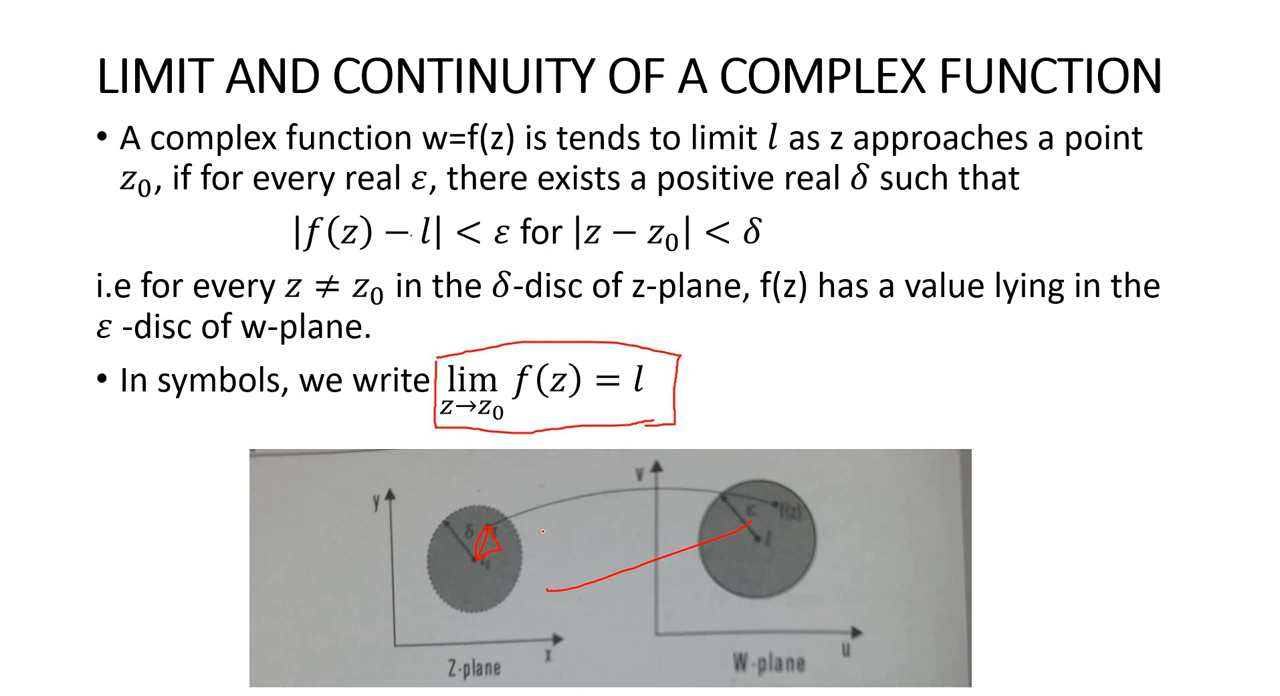 LIMIT AND CONTINUITY OF A COMPLEX FUNCTION
• A complex function w=f(z) is tends to limit l as z approaches a point
z₀, if for every real ε, there exists a positive real δ such that
|f(z) − l| < ε for |z − z₀| < δ
i.e for every z ≠ z₀ in the δ-disc of z-plane, f(z) has a value lying in the
ε -disc of w-plane.
• In symbols, we write lim f(z) = l
z→z₀
y
δ
x
Z-plane
v
ε
f(z)
l
u
W-plane